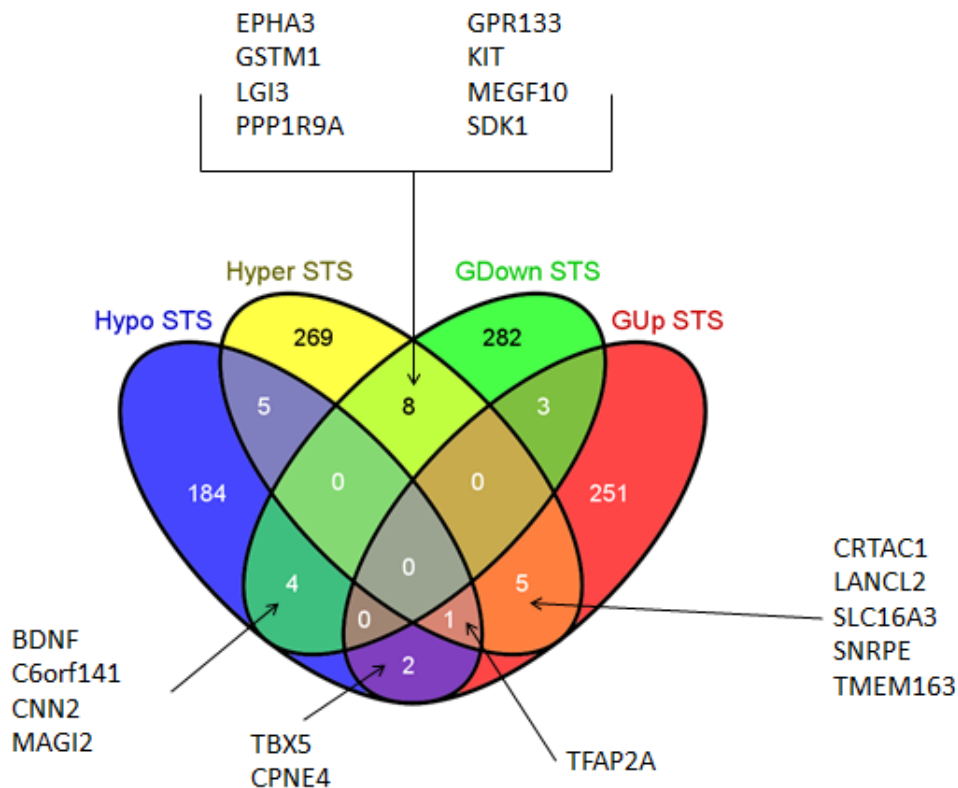 EPHA3 GPR133
GSTM1 KIT
LGI3 MEGF10
PPP1R9A SDK1
Hyper STS GDown STS
Hypo STS GUp STS
269 282
5 8 3
184 0 0 251
0
4 5
0 1
2
CRTAC1
LANCL2
SLC16A3
SNRPE
TMEM163
BDNF
C6orf141
CNN2
MAGI2
TBX5
CPNE4
TFAP2A